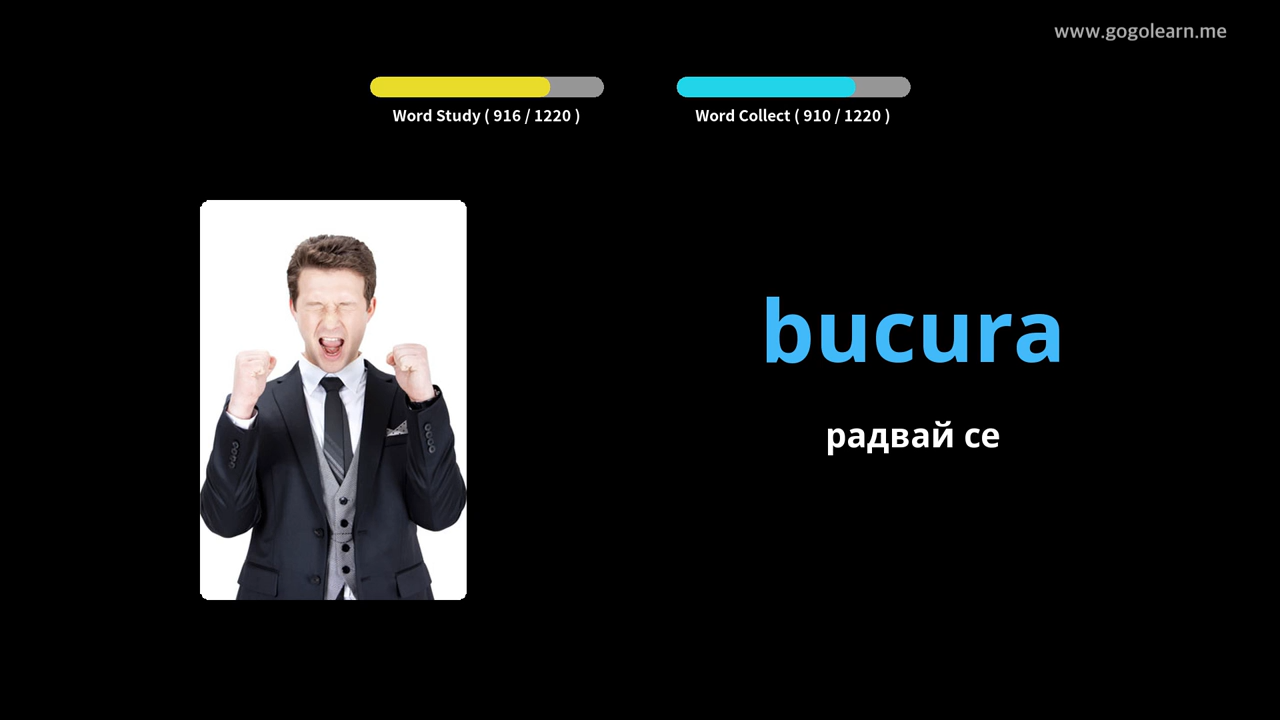 www.gogolearn.me
Word Study ( 916 / 1220 )
Word Collect ( 910 / 1220 )
bucura
радвай се